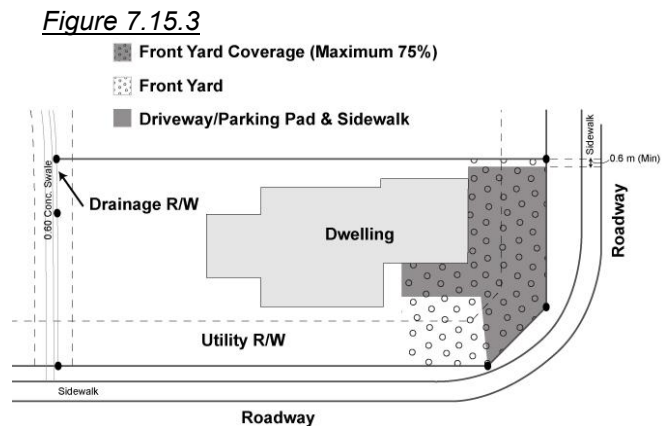 Figure 7.15.3
Front Yard Coverage (Maximum 75%)
Front Yard
Driveway/Parking Pad & Sidewalk
Sidewalk
0.6 m (Min)
Roadway
0.60 Conc. Swale
Drainage R/W
Dwelling
Utility R/W
Sidewalk
Roadway